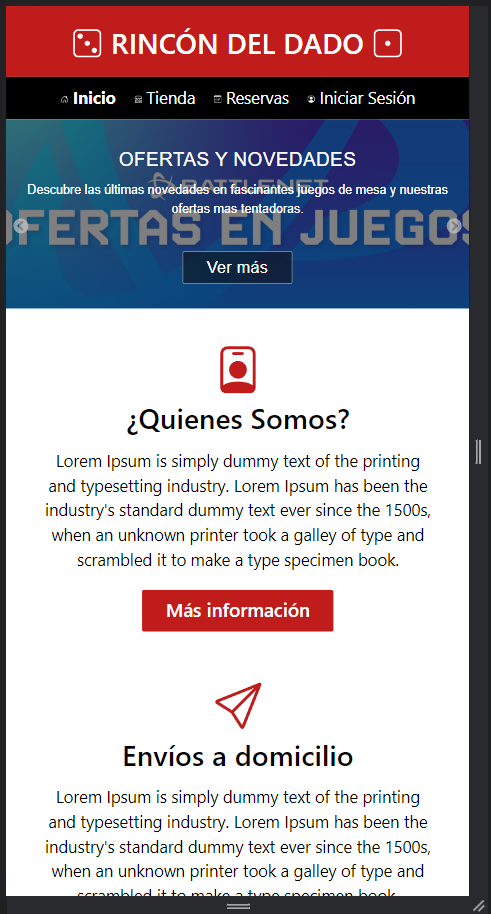 RINCÓN DEL DADO
Inicio Tienda Reservas Iniciar Sesión
OFERTAS Y NOVEDADES
BATTLENET
Descubre las últimas novedades en fascinantes juegos de mesa y nuestras
ofertas mas tentadoras.
OFERTAS EN JUEGOS
Ver más
¿Quienes Somos?
Lorem Ipsum is simply dummy text of the printing
and typesetting industry. Lorem Ipsum has been the
industry's standard dummy text ever since the 1500s,
when an unknown printer took a galley of type and
scrambled it to make a type specimen book.
Más información
Envíos a domicilio
Lorem Ipsum is simply dummy text of the printing
and typesetting industry. Lorem Ipsum has been the
industry's standard dummy text ever since the 1500s,
when an unknown printer took a galley of type and
scrambled it to make a type specimen book.